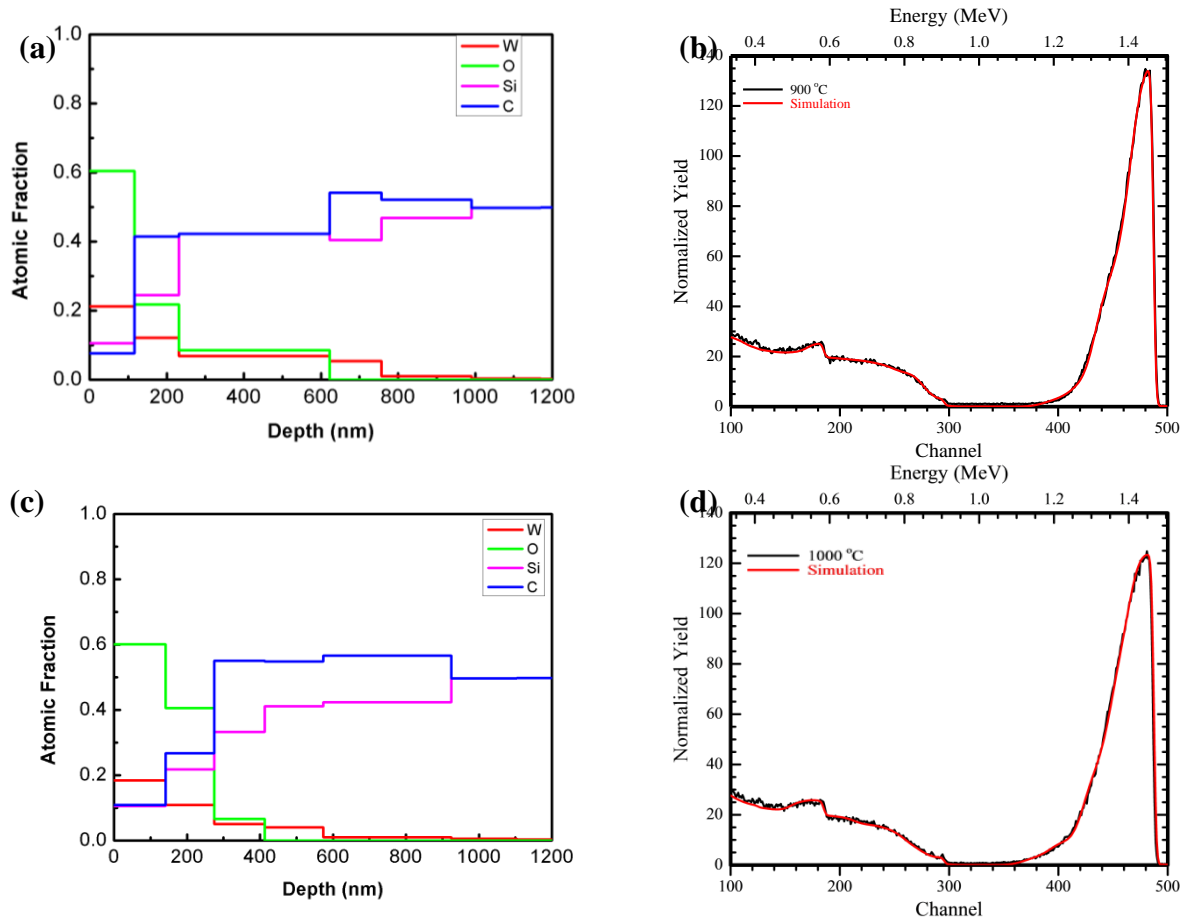 (a)
1.0
0.8
0.6
0.4
0.2
0.0
Atomic Fraction
W
O
Si
C
0 200 400 600 800 1000 1200
Depth (nm)
(b)
Energy (MeV)
0.4 0.6 0.8 1.0 1.2 1.4
140
120
100
80
60
40
20
0
Normalized Yield
900 °C
Simulation
100 200 300 400 500
Channel
(c)
1.0
0.8
0.6
0.4
0.2
0.0
Atomic Fraction
W
O
Si
C
0 200 400 600 800 1000 1200
Depth (nm)
(d)
Energy (MeV)
0.4 0.6 0.8 1.0 1.2 1.4
140
120
100
80
60
40
20
0
Normalized Yield
1000 °C
Simulation
100 200 300 400 500
Channel